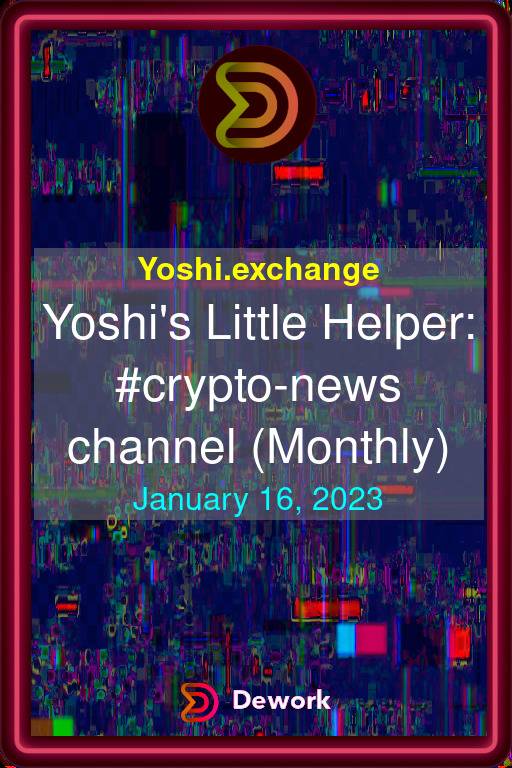 Yoshi.exchange
Yoshi's Little Helper:
#crypto-news
channel (Monthly)
January 16, 2023
Dework